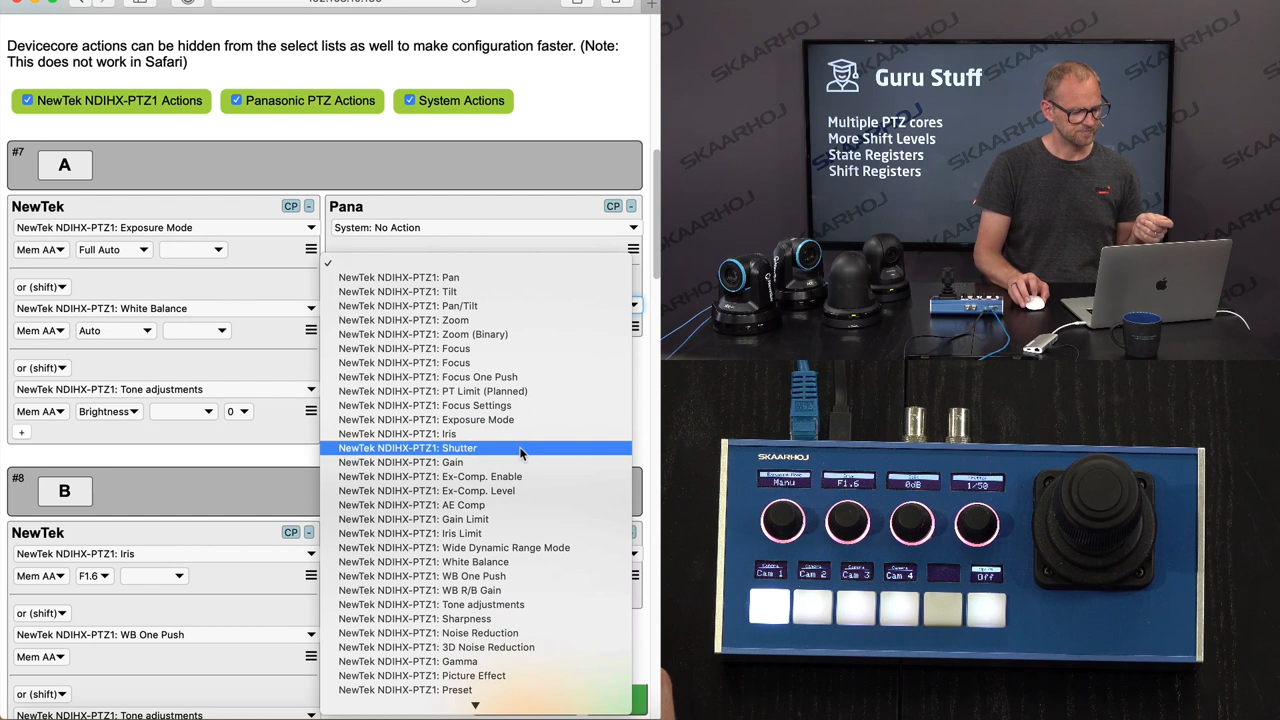 Devicecore actions can be hidden from the select lists as well to make configuration faster. (Note:
This does not work in Safari)
NewTek NDIHX-PTZ1 Actions
Panasonic PTZ Actions
System Actions
#7
A
NewTek
CP
-
NewTek NDIHX-PTZ1: Exposure Mode
Mem AA
Full Auto
or (shift)
NewTek NDIHX-PTZ1: White Balance
Mem AA
Auto
or (shift)
NewTek NDIHX-PTZ1: Tone adjustments
Mem AA
Brightness
0
+
Pana
CP
-
System: No Action
NewTek NDIHX-PTZ1: Pan
NewTek NDIHX-PTZ1: Tilt
NewTek NDIHX-PTZ1: Pan/Tilt
NewTek NDIHX-PTZ1: Zoom
NewTek NDIHX-PTZ1: Zoom (Binary)
NewTek NDIHX-PTZ1: Focus
NewTek NDIHX-PTZ1: Focus
NewTek NDIHX-PTZ1: Focus One Push
NewTek NDIHX-PTZ1: PT Limit (Planned)
NewTek NDIHX-PTZ1: Focus Settings
NewTek NDIHX-PTZ1: Exposure Mode
NewTek NDIHX-PTZ1: Iris
NewTek NDIHX-PTZ1: Shutter
NewTek NDIHX-PTZ1: Gain
NewTek NDIHX-PTZ1: Ex-Comp. Enable
NewTek NDIHX-PTZ1: Ex-Comp. Level
NewTek NDIHX-PTZ1: AE Comp
NewTek NDIHX-PTZ1: Gain Limit
NewTek NDIHX-PTZ1: Iris Limit
NewTek NDIHX-PTZ1: Wide Dynamic Range Mode
NewTek NDIHX-PTZ1: White Balance
NewTek NDIHX-PTZ1: WB One Push
NewTek NDIHX-PTZ1: WB R/B Gain
NewTek NDIHX-PTZ1: Tone adjustments
NewTek NDIHX-PTZ1: Sharpness
NewTek NDIHX-PTZ1: Noise Reduction
NewTek NDIHX-PTZ1: 3D Noise Reduction
NewTek NDIHX-PTZ1: Gamma
NewTek NDIHX-PTZ1: Picture Effect
NewTek NDIHX-PTZ1: Preset
#8
B
NewTek
CP
-
NewTek NDIHX-PTZ1: Iris
Mem AA
F1.6
or (shift)
NewTek NDIHX-PTZ1: WB One Push
Mem AA
or (shift)
NewTek NDIHX-PTZ1: Tone adjustments
Guru Stuff
Multiple PTZ cores
More Shift Levels
State Registers
Shift Registers
SKAARHOJ
SKAARHOJ
SKAARHOJ
SKAARHOJ
SKAARHOJ
Manu
F1.6
0dB
1/50
Cam 1
Cam 2
Cam 3
Cam 4
Off